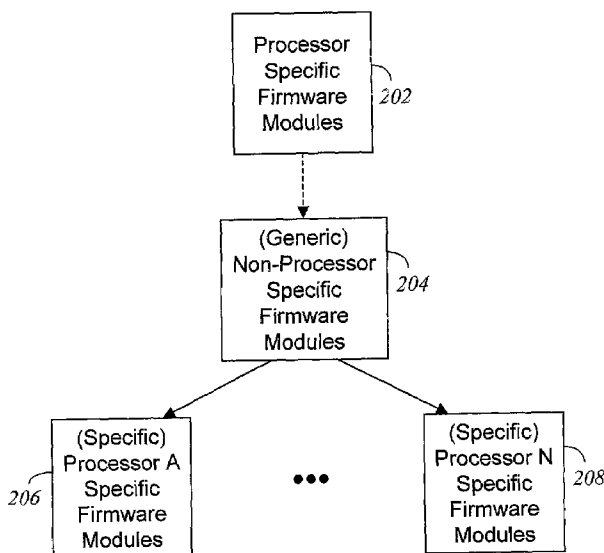 Processor
Specific
Firmware
Modules
202
(Generic)
Non-Processor
Specific
Firmware
Modules
204
(Specific)
Processor A
Specific
Firmware
Modules
206
(Specific)
Processor N
Specific
Firmware
Modules
208